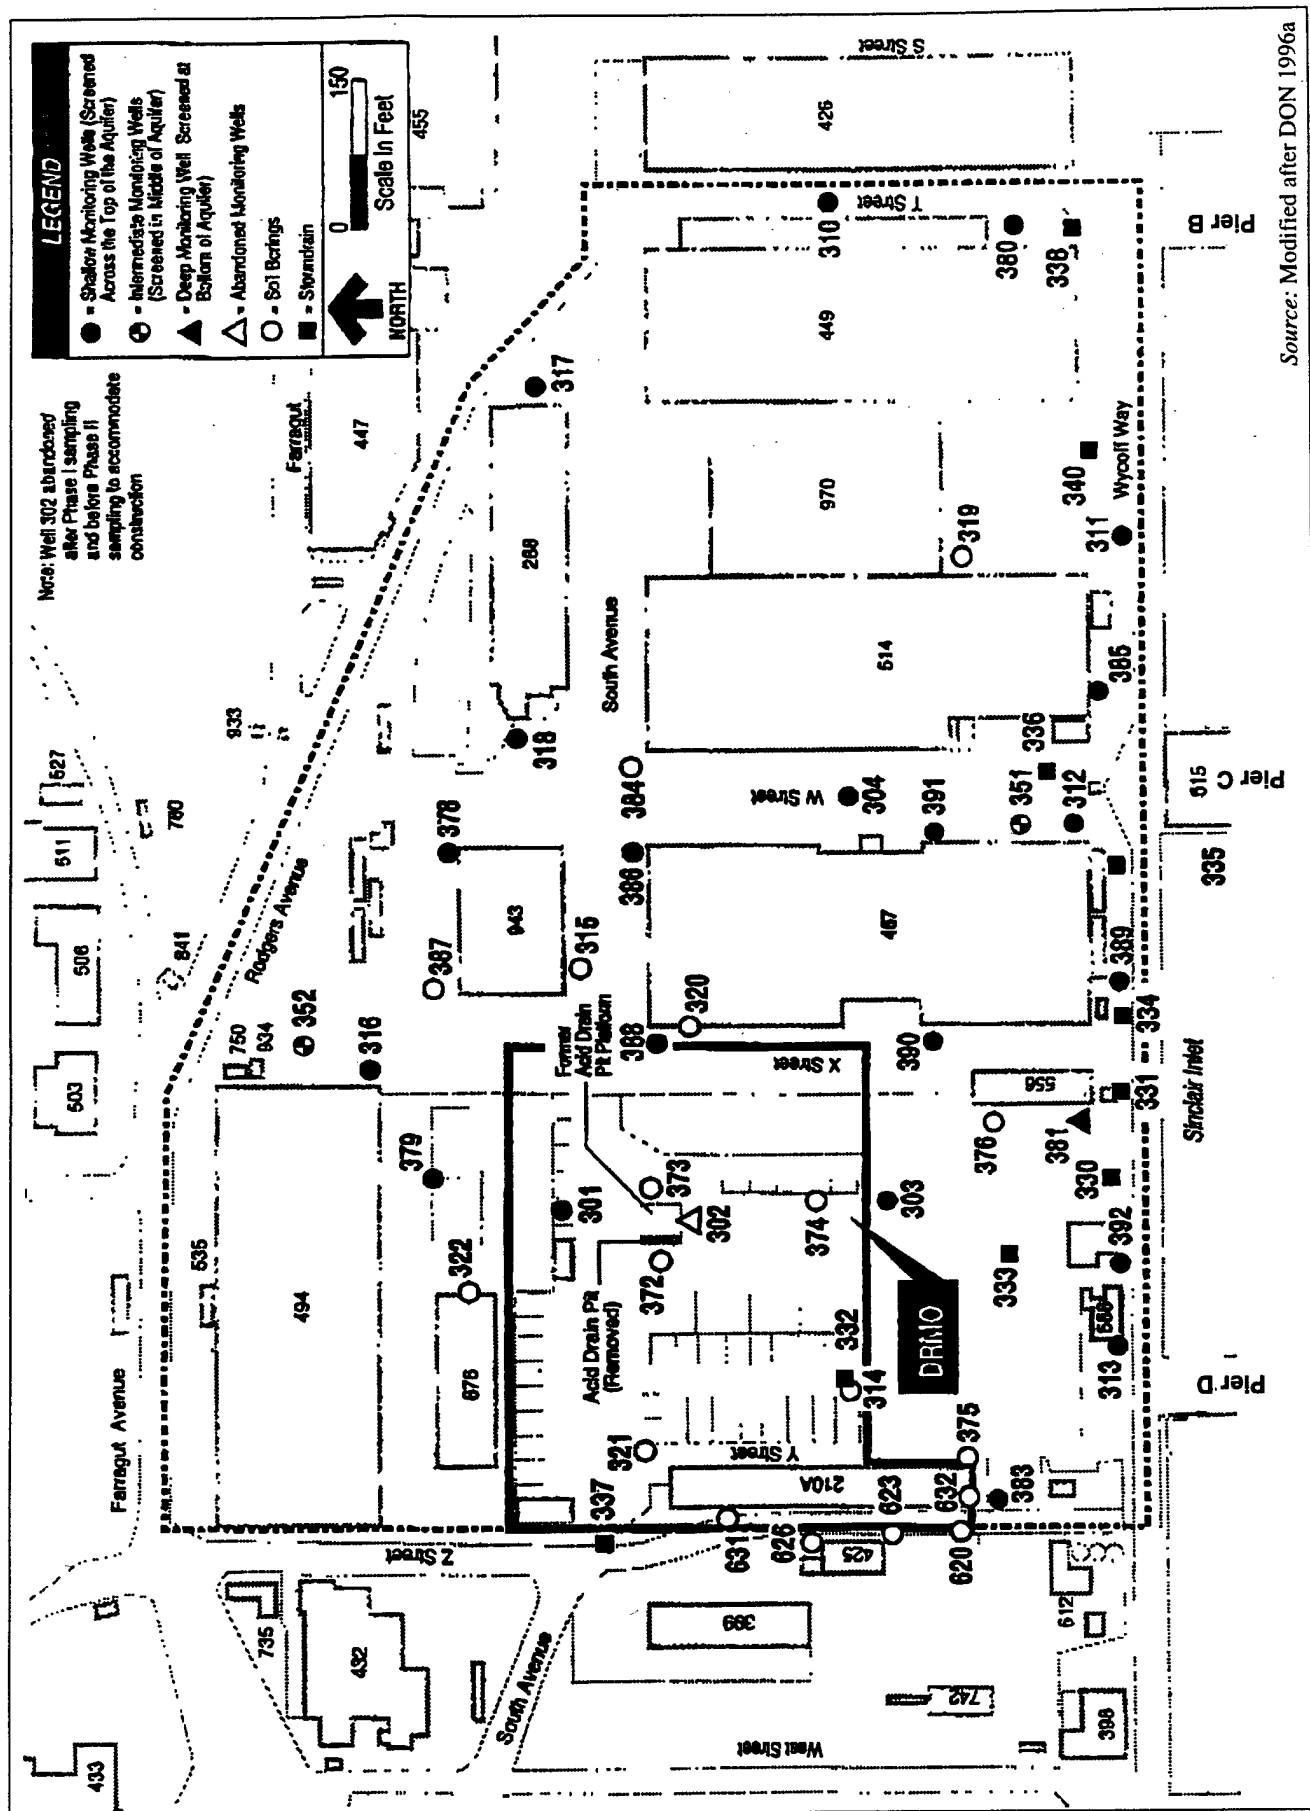 LEGEND
= Shallow Monitoring Wells (Screened
Across the Top of the Aquifer)
= Intermediate Monitoring Wells
(Screened in Middle of Aquifer)
= Deep Monitoring Well Screened at
Bottom of Aquifer)
= Abandoned Monitoring Wells
= Soil Borings
= Stormdrain
NORTH
0
150
Scale In Feet
Note: Well 302 abandoned
after Phase I sampling
and before Phase II
sampling to accommodate
construction
433
503
506
511
527
780
841
933
Farragut
447
455
Farragut Avenue
735
432
Z Street
535
494
750
934
352
316
Rodgers Avenue
676
322
379
387
378
943
318
288
317
South Avenue
337
Acid Drain Pit
(Removed)
301
Former
Acid Drain
Pit Platform
315
386
384
South Avenue
S Street
426
321
372
302
373
388
320
399
631
210A
Y Street
332
314
374
X Street
467
W Street
304
514
970
449
310
T Street
626
623
632
620
375
383
DRMO
303
390
391
319
380
338
742
West Street
398
612
333
376
556
351
336
312
385
340
311
Wycoff Way
313
392
330
381
331
334
389
335
Sinclair Inlet
Pier D
515
Pier C
Pier B
Source: Modified after DON 1996a